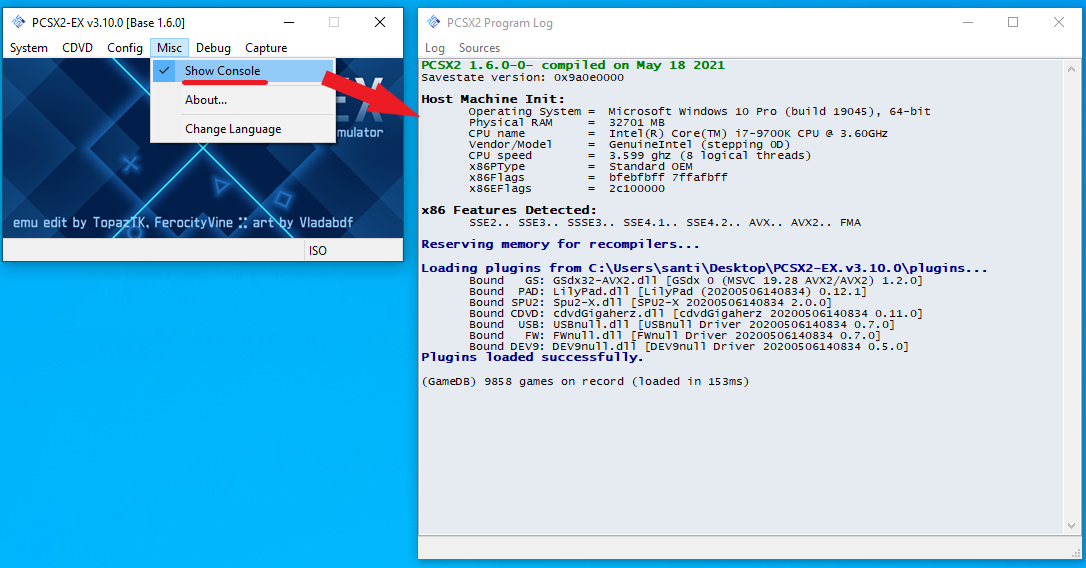 PCSX2-EX v3.10.0 [Base 1.6.0]
System CDVD Config Misc Debug Capture
Show Console
About...
Change Language
EX
mulator
emu edit by TopazTK, FerocityVine :: art by Vladabdf
ISO
PCSX2 Program Log
Log Sources
PCSX2 1.6.0-0- compiled on May 18 2021
Savestate version: 0x9a0e0000
Host Machine Init:
Operating System = Microsoft Windows 10 Pro (build 19045), 64-bit
Physical RAM = 32701 MB
CPU name = Intel(R) Core(TM) i7-9700K CPU @ 3.60GHz
Vendor/Model = GenuineIntel (stepping 0D)
CPU speed = 3.599 ghz (8 logical threads)
x86PType = Standard OEM
x86Flags = bfebfbff 7ffafbff
x86EFlags = 2c100000
x86 Features Detected:
SSE2.. SSE3.. SSSE3.. SSE4.1.. SSE4.2.. AVX.. AVX2.. FMA
Reserving memory for recompilers...
Loading plugins from C:\Users\santi\Desktop\PCSX2-EX.v3.10.0\plugins...
Bound GS: GSdx32-AVX2.dll [GSdx 0 (MSVC 19.28 AVX2/AVX2) 1.2.0]
Bound PAD: LilyPad.dll [LilyPad (20200506140834) 0.12.1]
Bound SPU2: Spu2-X.dll [SPU2-X 20200506140834 2.0.0]
Bound CDVD: cdvdGigaherz.dll [cdvdGigaherz 20200506140834 0.11.0]
Bound USB: USBnull.dll [USBnull Driver 20200506140834 0.7.0]
Bound FW: FWnull.dll [FWnull Driver 20200506140834 0.7.0]
Bound DEV9: DEV9null.dll [DEV9null Driver 20200506140834 0.5.0]
Plugins loaded successfully.
(GameDB) 9858 games on record (loaded in 153ms)